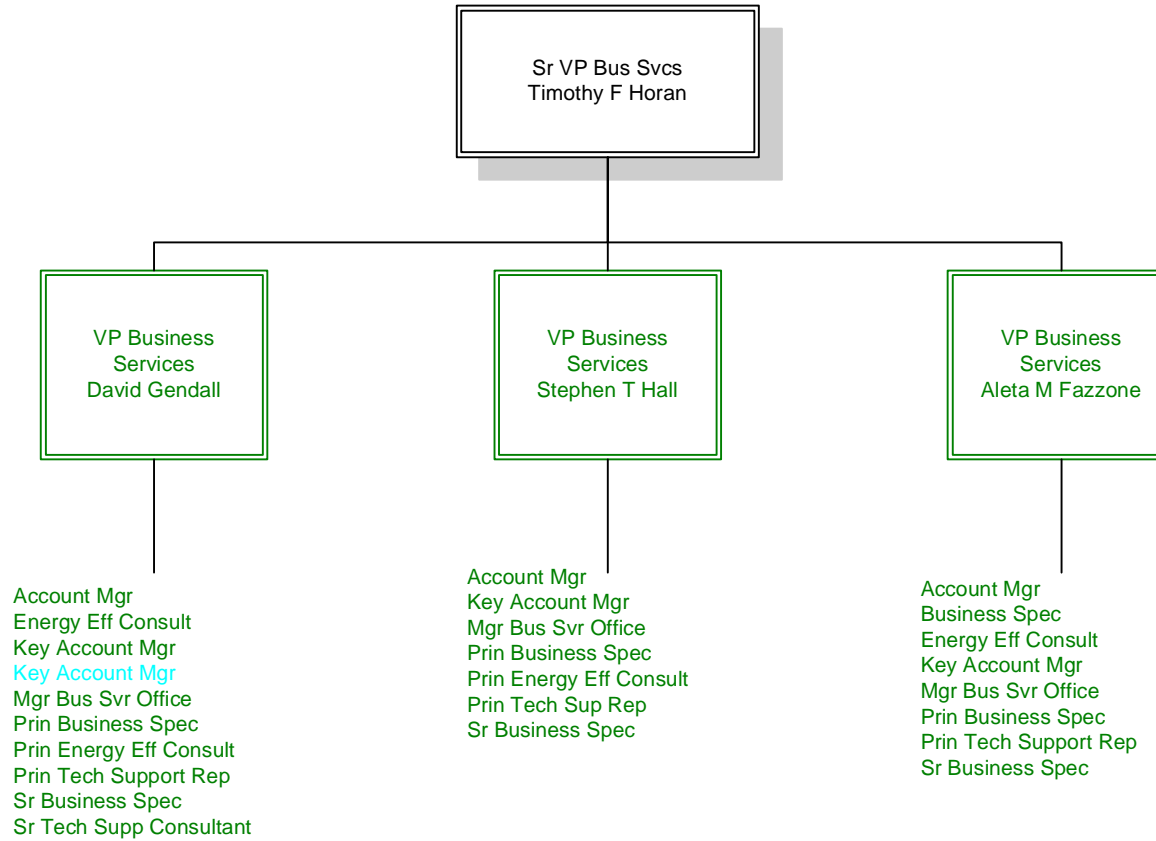 Sr VP Bus Svcs
Timothy F Horan
VP Business
Services
David Gendall
VP Business
Services
Stephen T Hall
VP Business
Services
Aleta M Fazzone
Account Mgr
Energy Eff Consult
Key Account Mgr
Key Account Mgr
Mgr Bus Svr Office
Prin Business Spec
Prin Energy Eff Consult
Prin Tech Support Rep
Sr Business Spec
Sr Tech Supp Consultant
Account Mgr
Key Account Mgr
Mgr Bus Svr Office
Prin Business Spec
Prin Energy Eff Consult
Prin Tech Sup Rep
Sr Business Spec
Account Mgr
Business Spec
Energy Eff Consult
Key Account Mgr
Mgr Bus Svr Office
Prin Business Spec
Prin Tech Support Rep
Sr Business Spec